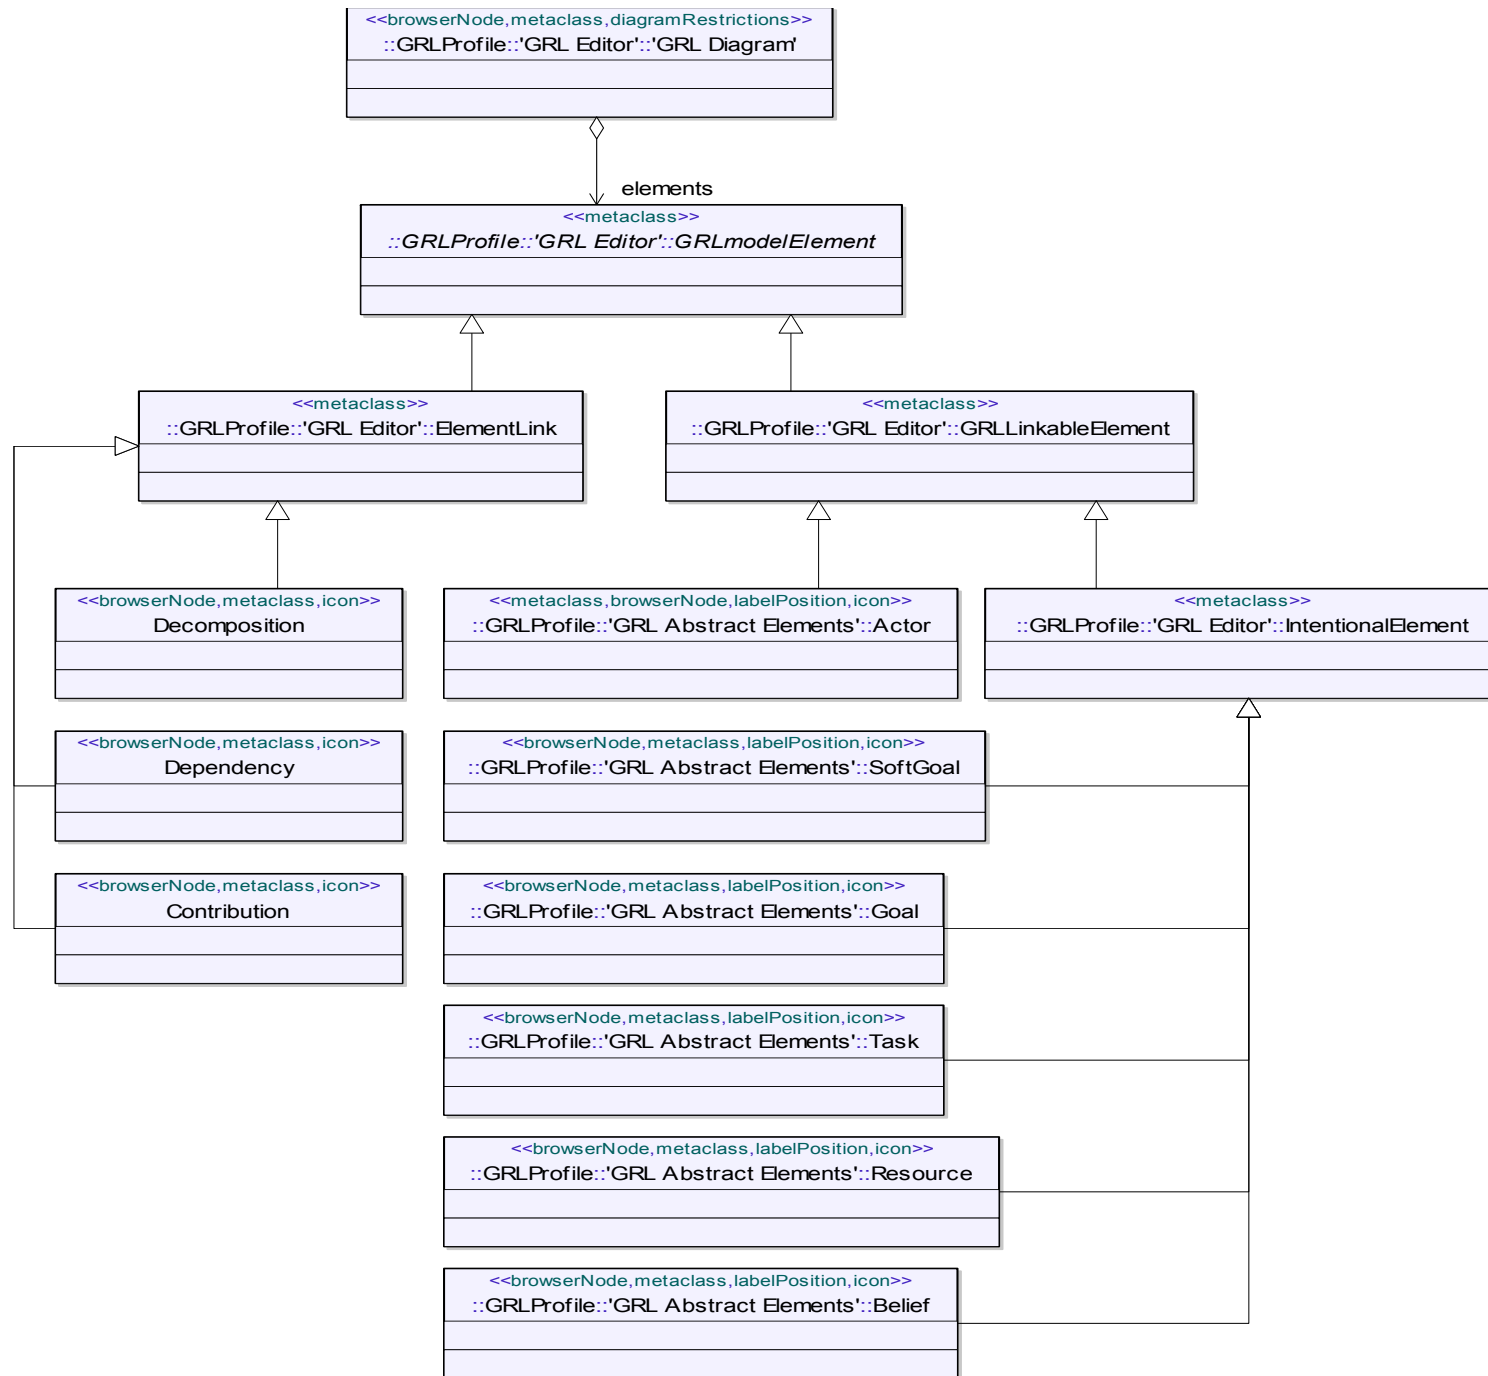 <<browserNode,metaclass,diagramRestrictions>>
::GRLProfile::'GRL Editor'::'GRL Diagram'
elements
<<metaclass>>
::GRLProfile::'GRL Editor'::GRLmodelElement
<<metaclass>>
::GRLProfile::'GRL Editor'::ElementLink
<<metaclass>>
::GRLProfile::'GRL Editor'::GRLLinkableElement
<<browserNode,metaclass,icon>>
Decomposition
<<metaclass,browserNode,labelPosition,icon>>
::GRLProfile::'GRL Abstract Elements'::Actor
<<metaclass>>
::GRLProfile::'GRL Editor'::IntentionalElement
<<browserNode,metaclass,icon>>
Dependency
<<browserNode,metaclass,labelPosition,icon>>
::GRLProfile::'GRL Abstract Elements'::SoftGoal
<<browserNode,metaclass,icon>>
Contribution
<<browserNode,metaclass,labelPosition,icon>>
::GRLProfile::'GRL Abstract Elements'::Goal
<<browserNode,metaclass,labelPosition,icon>>
::GRLProfile::'GRL Abstract Elements'::Task
<<browserNode,metaclass,labelPosition,icon>>
::GRLProfile::'GRL Abstract Elements'::Resource
<<browserNode,metaclass,labelPosition,icon>>
::GRLProfile::'GRL Abstract Elements'::Belief